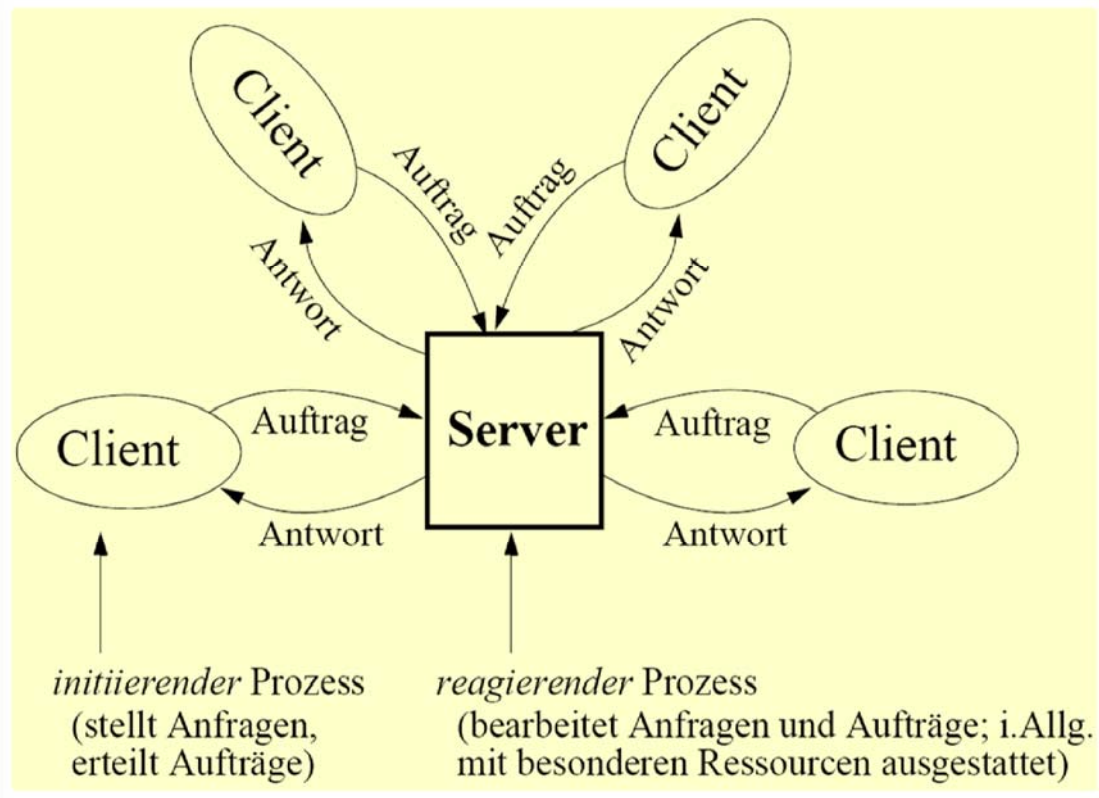 Client
Client
Auftrag
Auftrag
Antwort
Antwort
Client
Auftrag
Antwort
Server
Auftrag
Antwort
Client
initiierender Prozess
(stellt Anfragen,
erteilt Aufträge)
reagierender Prozess
(bearbeitet Anfragen und Aufträge; i.Allg.
mit besonderen Ressourcen ausgestattet)